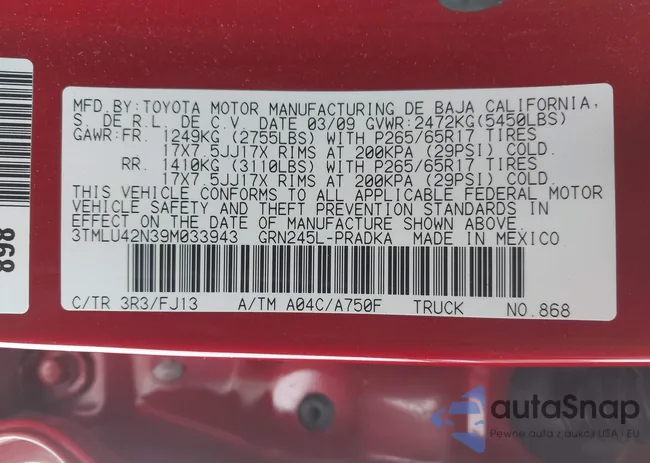 MFD.BY:TOYOTA MOTOR MANUFACTURING DE BAJA CALIFORNIA,
S. DE R.L. DE C.V. DATE 03/09 GVWR:2472KG(5450LBS)
GAWR:FR. 1249KG (2755LBS) WITH P265/65R17 TIRES
17X7.5JJ17X RIMS AT 200KPA (29PSI) COLD.
RR. 1410KG (3110LBS) WITH P265/65R17 TIRES
17X7.5JJ17X RIMS AT 200KPA (29PSI) COLD.
THIS VEHICLE CONFORMS TO ALL APPLICABLE FEDERAL MOTOR
VEHICLE SAFETY AND THEFT PREVENTION STANDARDS IN
EFFECT ON THE DATE OF MANUFACTURE SHOWN ABOVE.
3TMLU42N39M033943 GRN245L-PRADKA MADE IN MEXICO
C/TR 3R3/FJ13 A/TM A04C/A750F TRUCK NO.868
868
autaSnap
Pewne auta z aukcji USA - EU